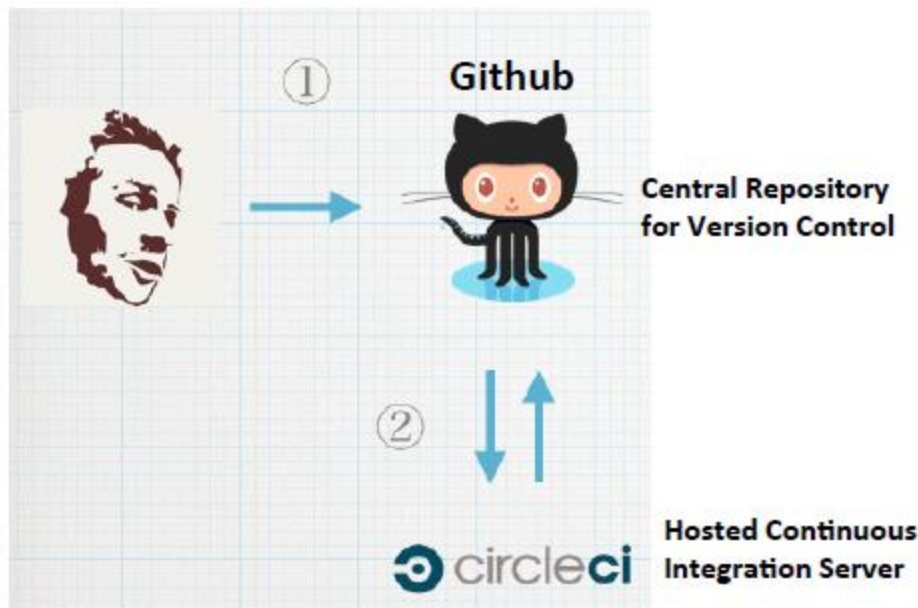 ①
Github
Central Repository
for Version Control
②
circleci
Hosted Continuous
Integration Server